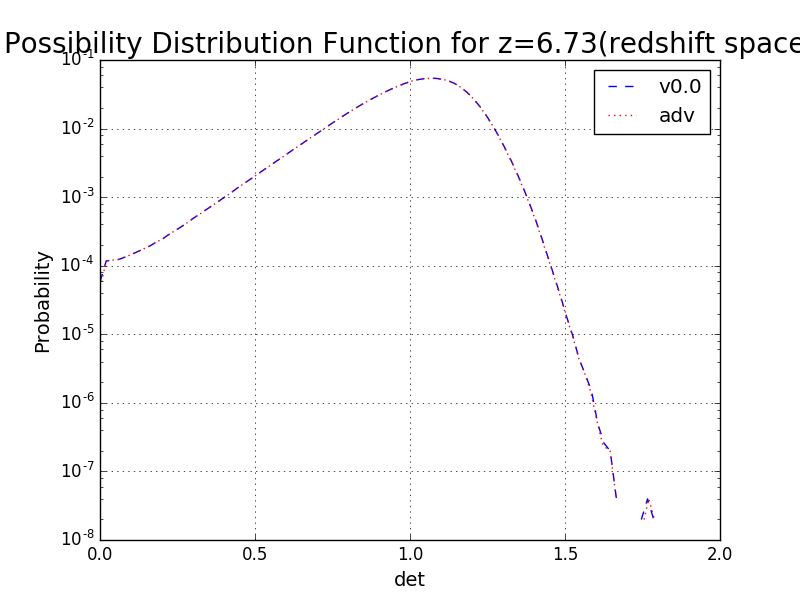 Possibility Distribution Function for z=6.73(redshift space
10-1
10-2
10-3
10-4
10-5
10-6
10-7
10-8
Probability
v0.0
adv
0.0 0.5 1.0 1.5 2.0
det